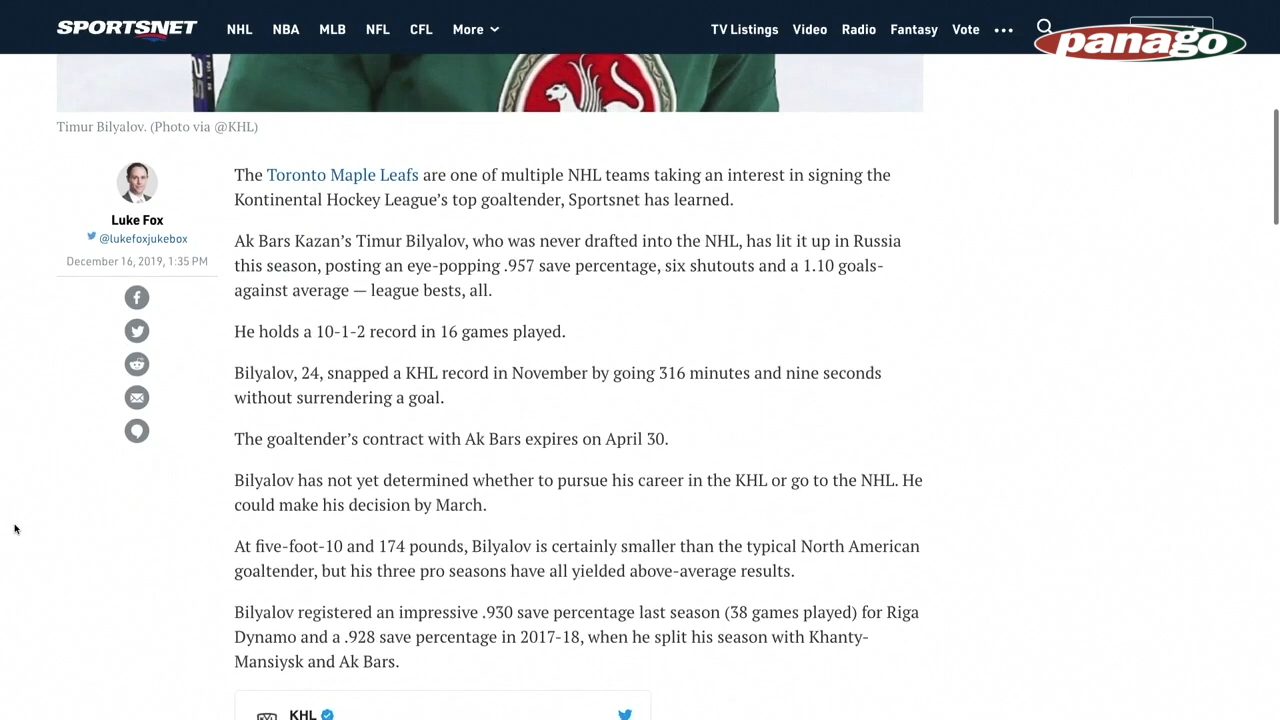 SPORTSNET NHL NBA MLB NFL CFL More TV Listings Video Radio Fantasy Vote
panago
Timur Bilyalov. (Photo via @KHL)
Luke Fox
@lukefoxjukebox
December 16, 2019, 1:35 PM
The Toronto Maple Leafs are one of multiple NHL teams taking an interest in signing the
Kontinental Hockey League’s top goaltender, Sportsnet has learned.
Ak Bars Kazan’s Timur Bilyalov, who was never drafted into the NHL, has lit it up in Russia
this season, posting an eye-popping .957 save percentage, six shutouts and a 1.10 goals-
against average — league bests, all.
He holds a 10-1-2 record in 16 games played.
Bilyalov, 24, snapped a KHL record in November by going 316 minutes and nine seconds
without surrendering a goal.
The goaltender’s contract with Ak Bars expires on April 30.
Bilyalov has not yet determined whether to pursue his career in the KHL or go to the NHL. He
could make his decision by March.
At five-foot-10 and 174 pounds, Bilyalov is certainly smaller than the typical North American
goaltender, but his three pro seasons have all yielded above-average results.
Bilyalov registered an impressive .930 save percentage last season (38 games played) for Riga
Dynamo and a .928 save percentage in 2017-18, when he split his season with Khanty-
Mansiysk and Ak Bars.
KHL